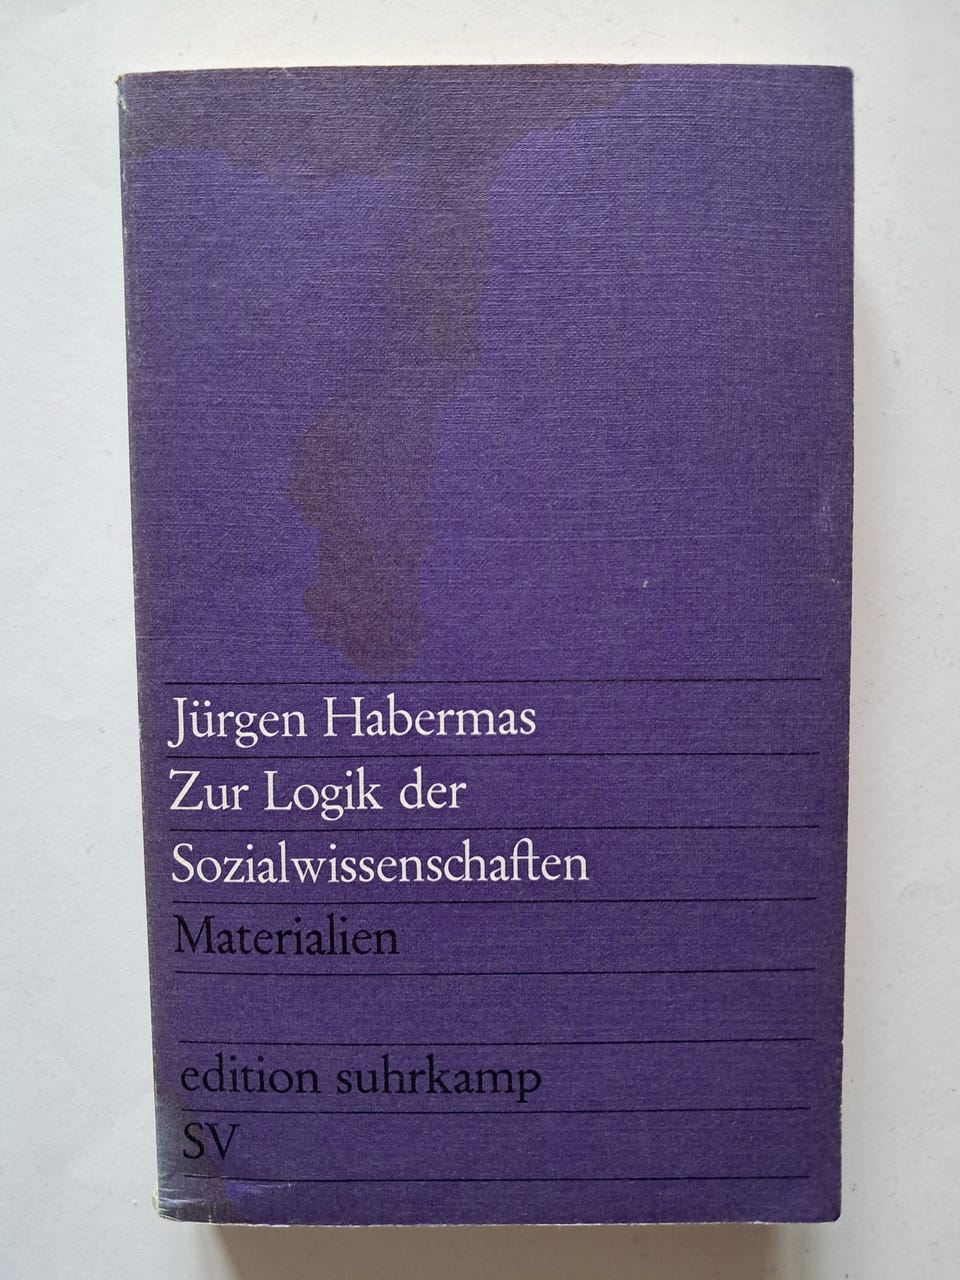 Jürgen Habermas
Zur Logik der
Sozialwissenschaften
Materialien
edition suhrkamp
SV